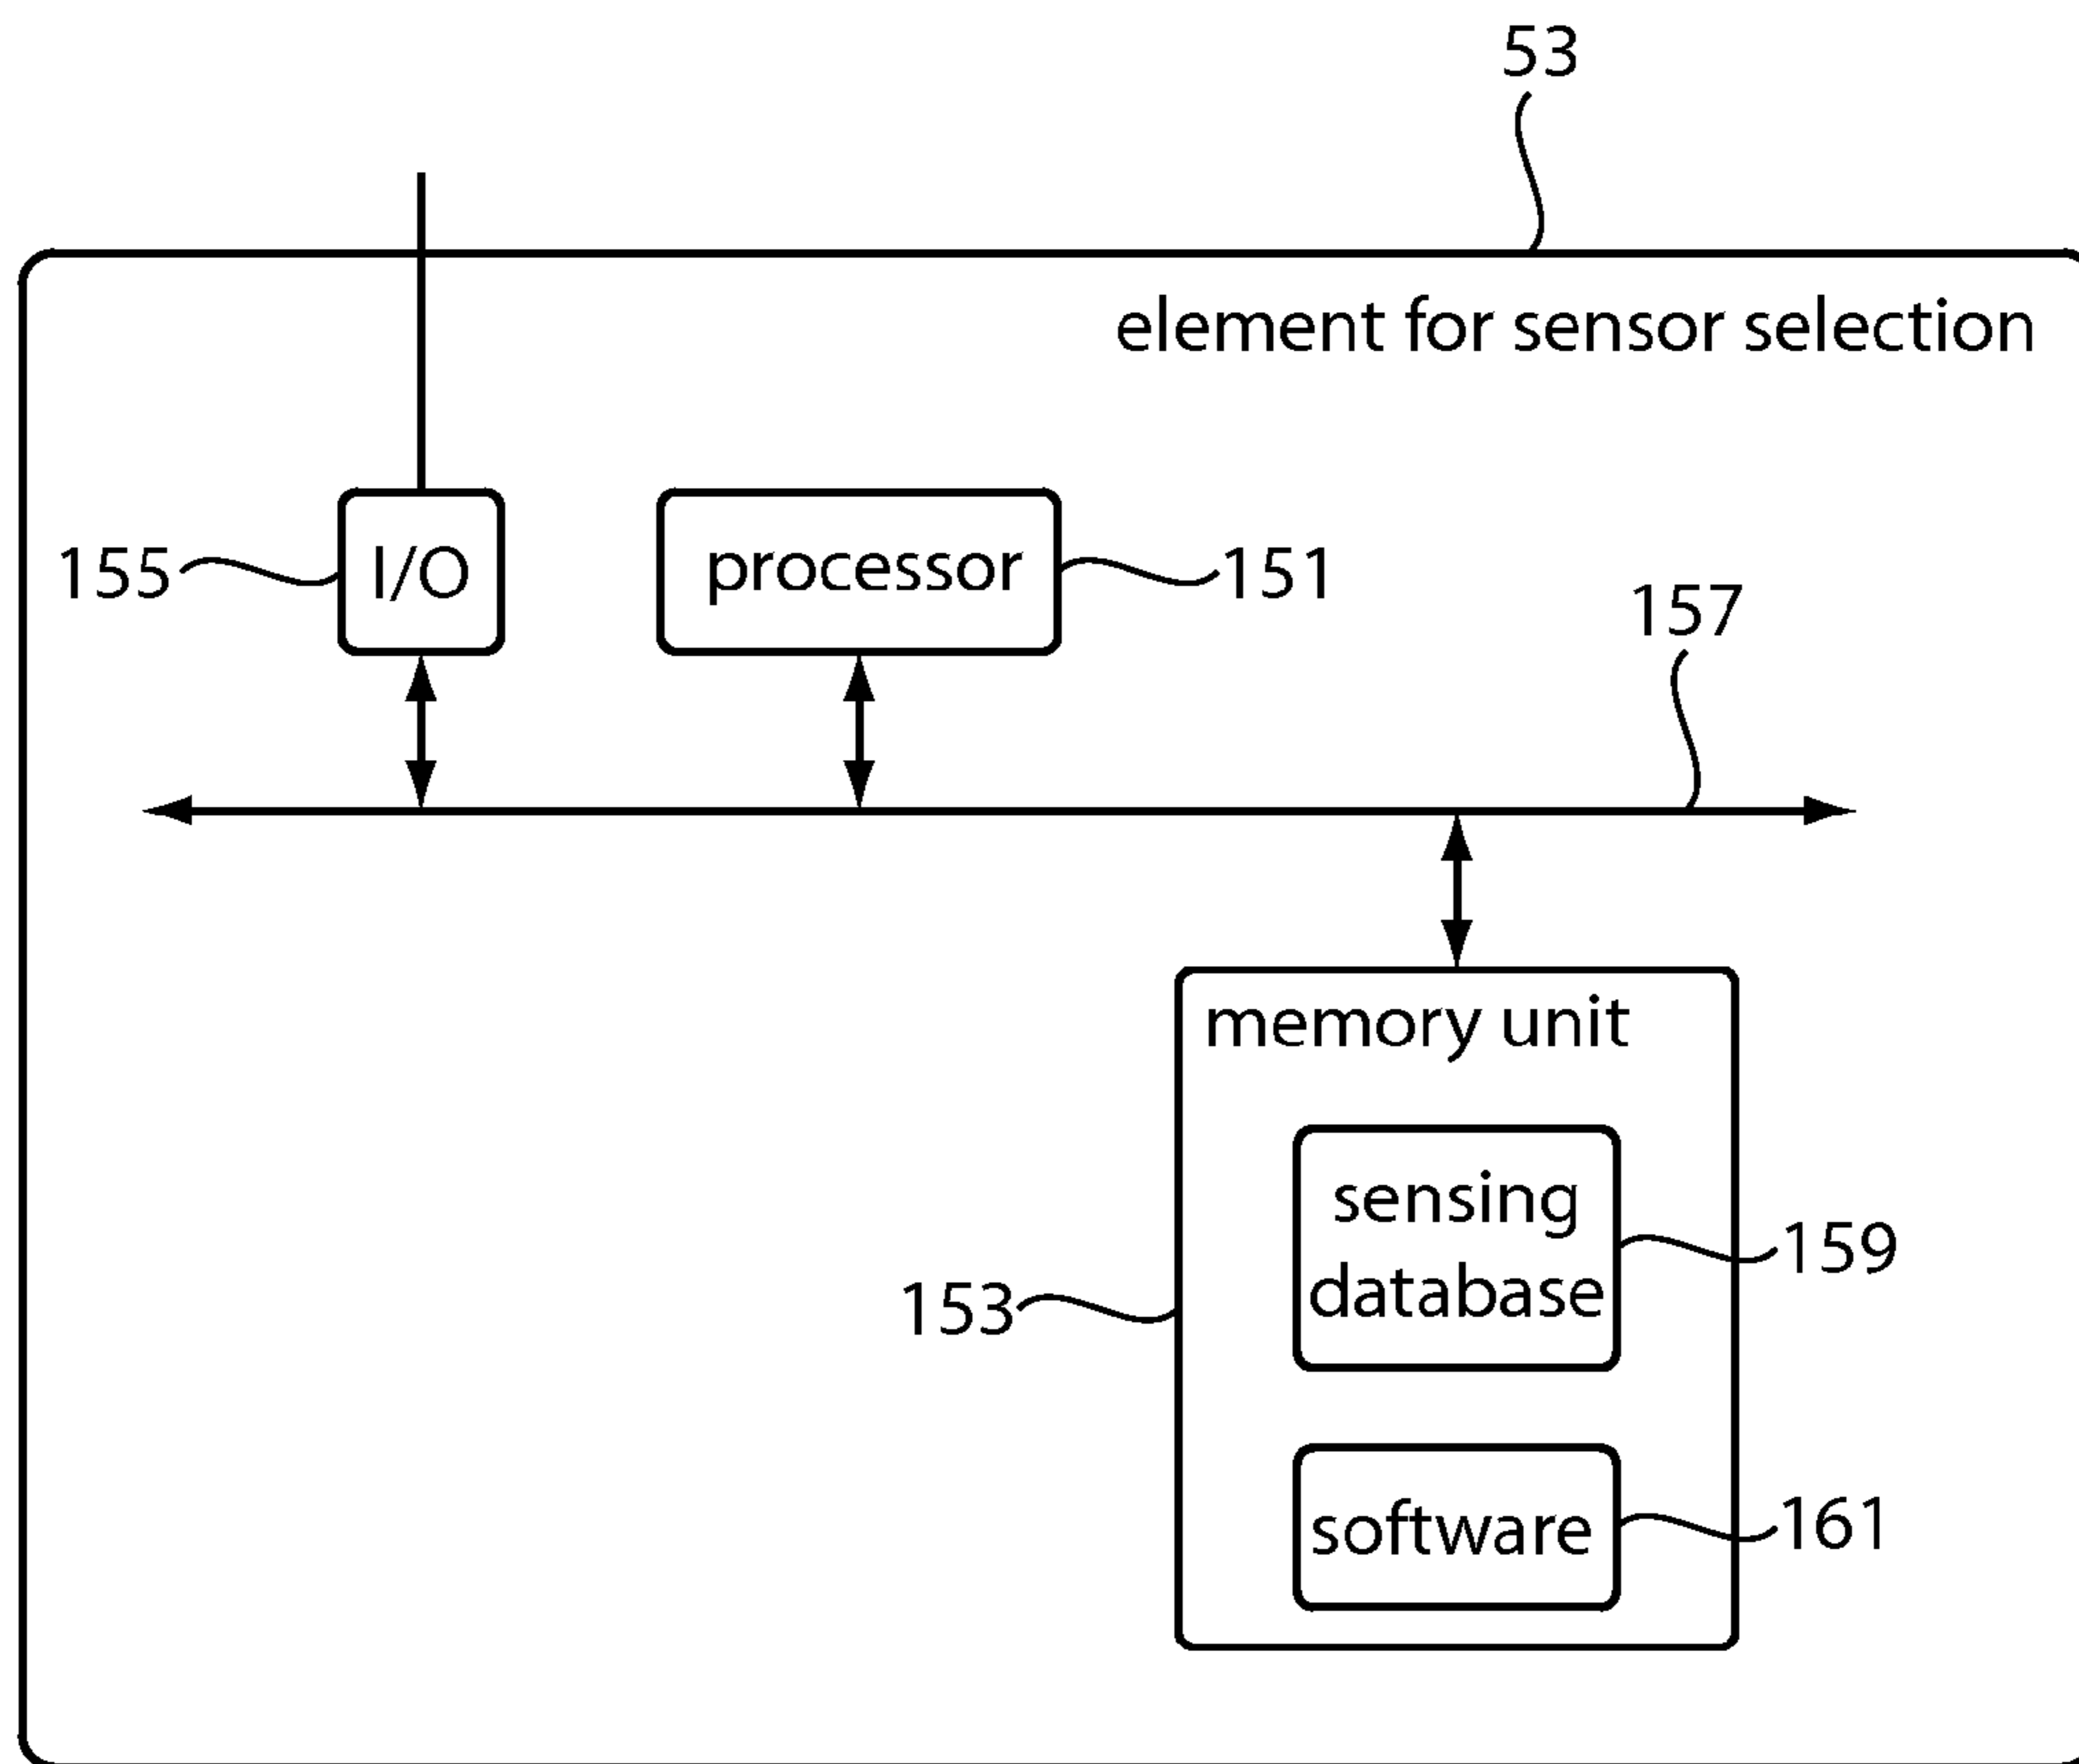 53
element for sensor selection
155
I/O
processor
151
157
memory unit
sensing
database
159
153
software
161